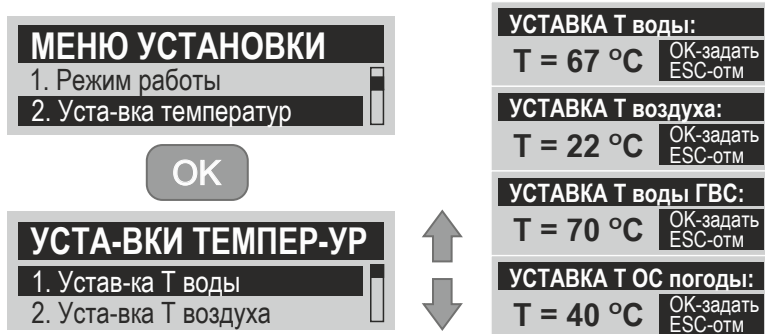 МЕНЮ УСТАНОВКИ
1. Режим работы
2. Уста-вка температур
OK
УСТА-ВКИ ТЕМПЕР-УР
1. Устав-ка Т воды
2. Уста-вка Т воздуха
УСТАВКА Т воды:
T = 67 °C
OK-задать
ESC-отм
УСТАВКА Т воздуха:
T = 22 °C
OK-задать
ESC-отм
УСТАВКА Т воды ГВС:
T = 70 °C
OK-задать
ESC-отм
УСТАВКА Т ОС погоды:
T = 40 °C
OK-задать
ESC-отм